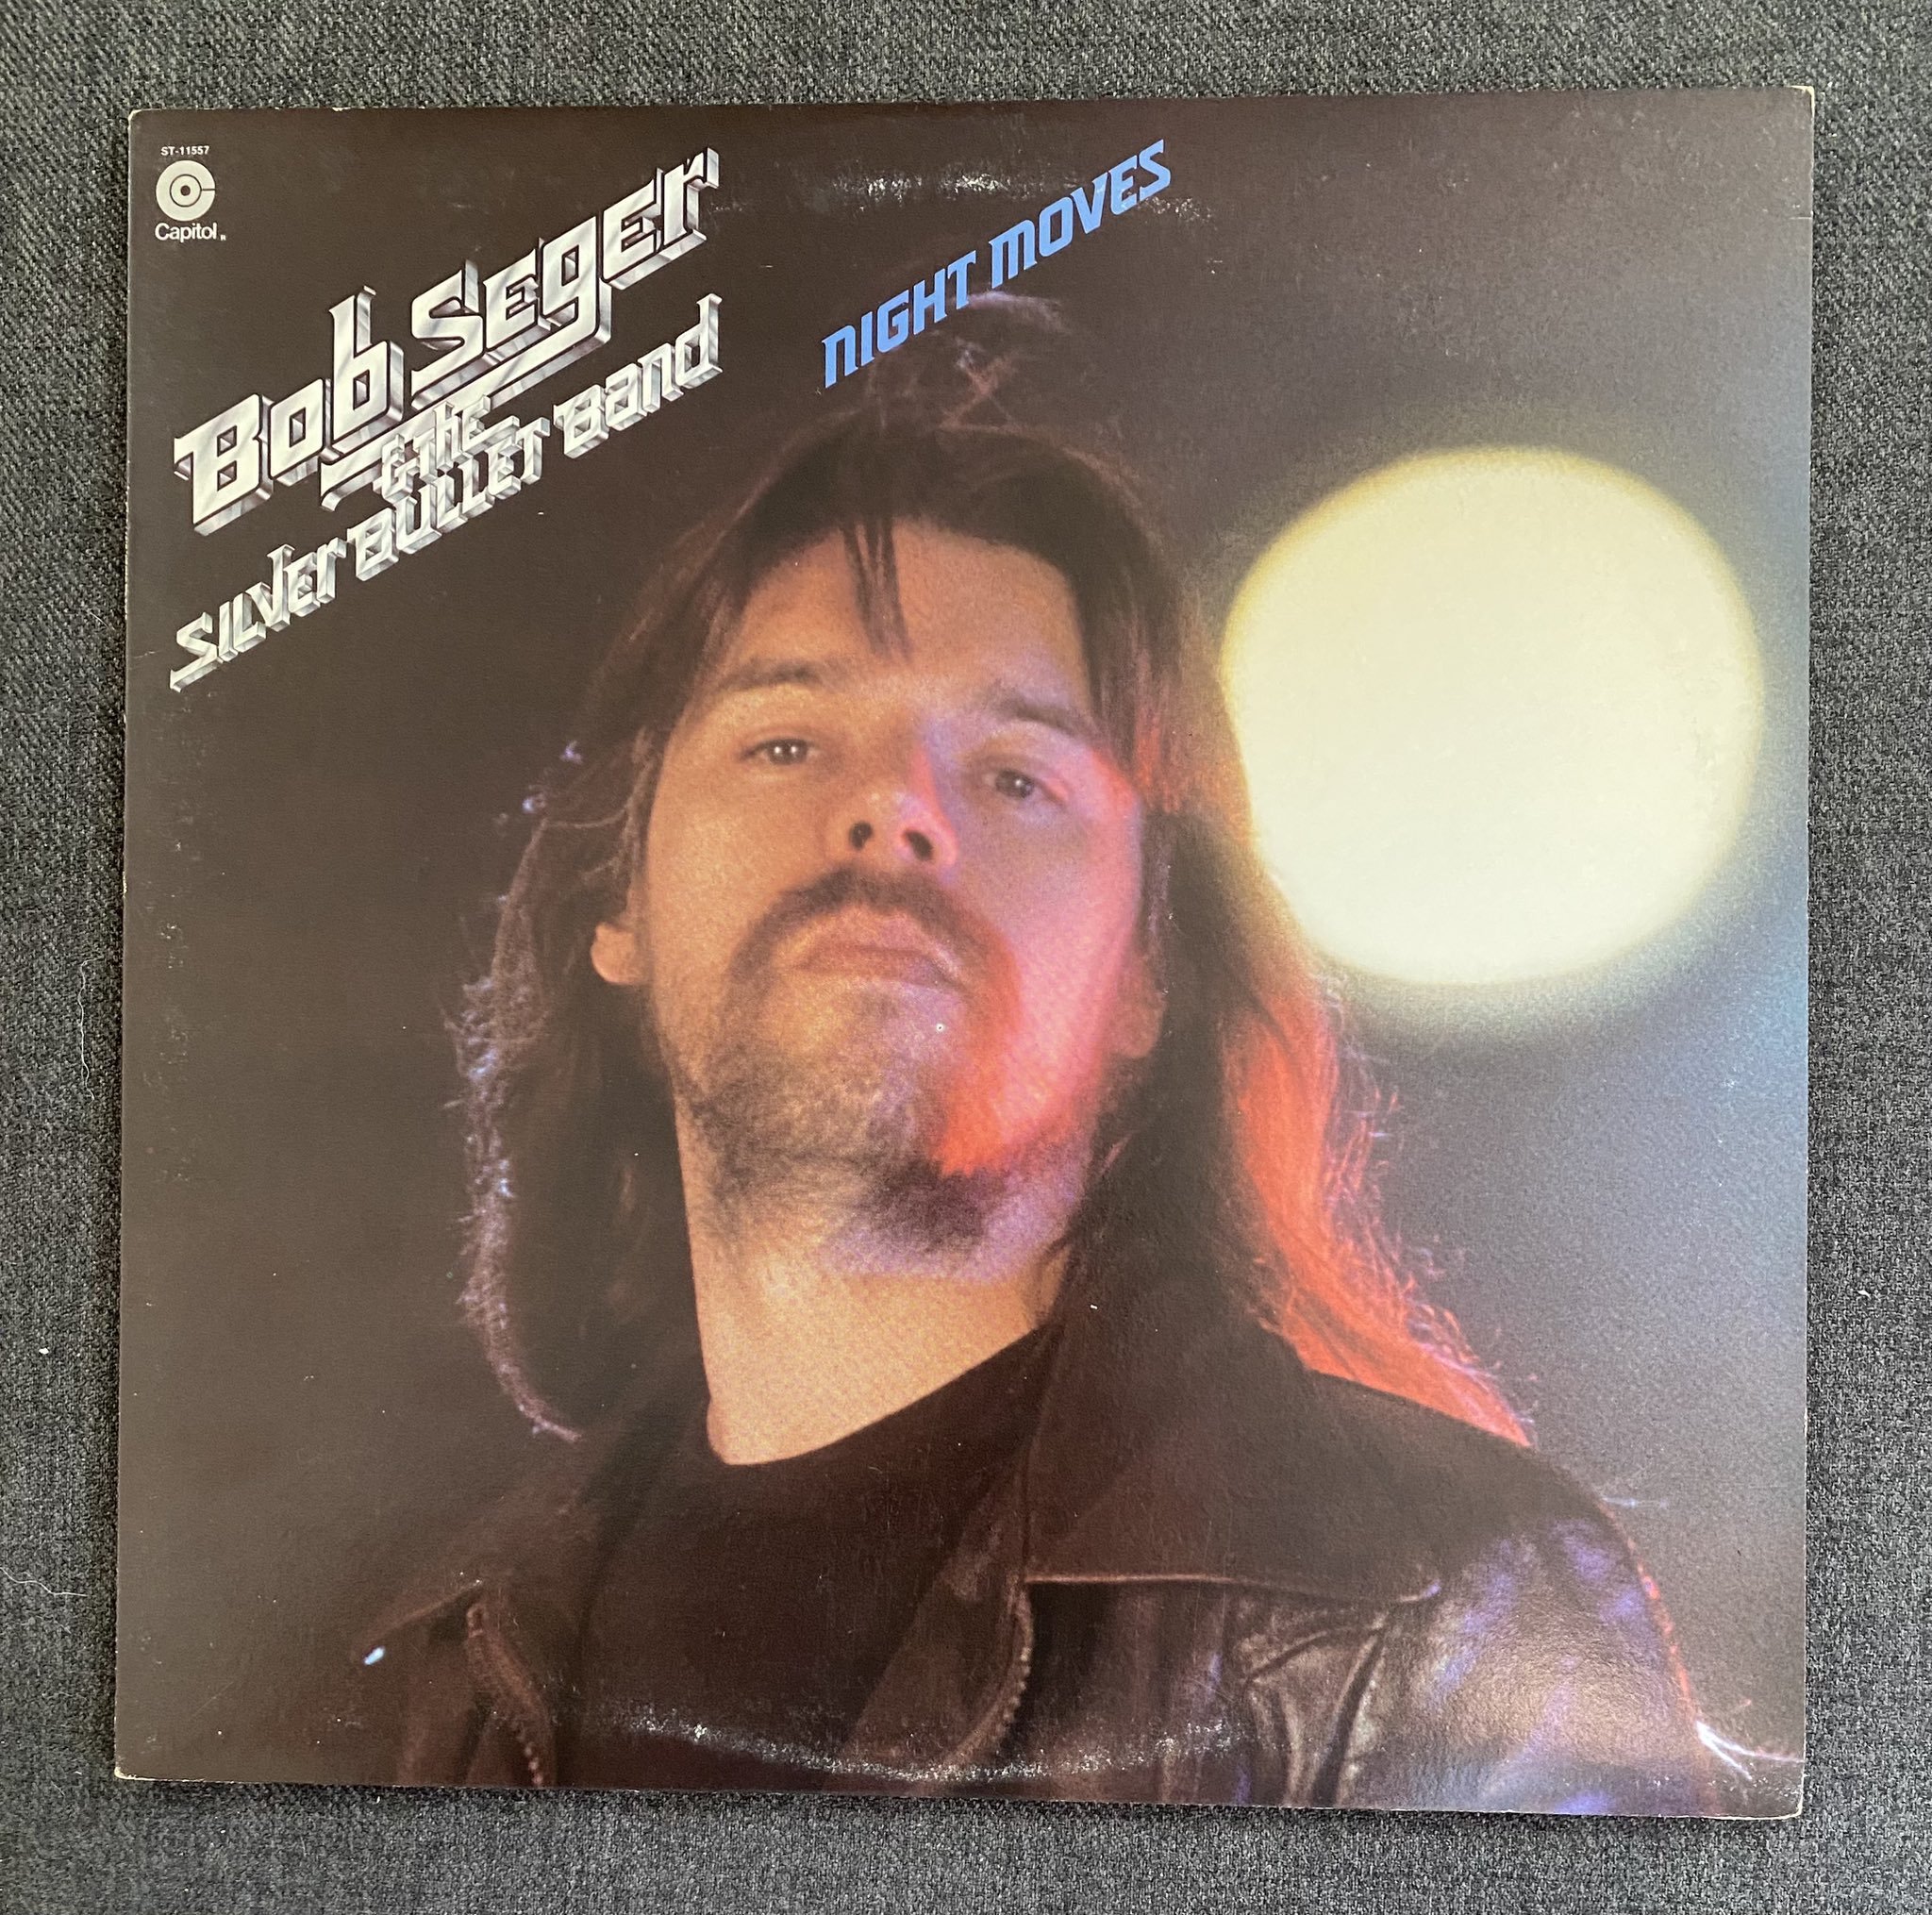 ST-11557
Capitol®
Bob Seger
& THE
SILVER BULLET BAND
NIGHT MOVES